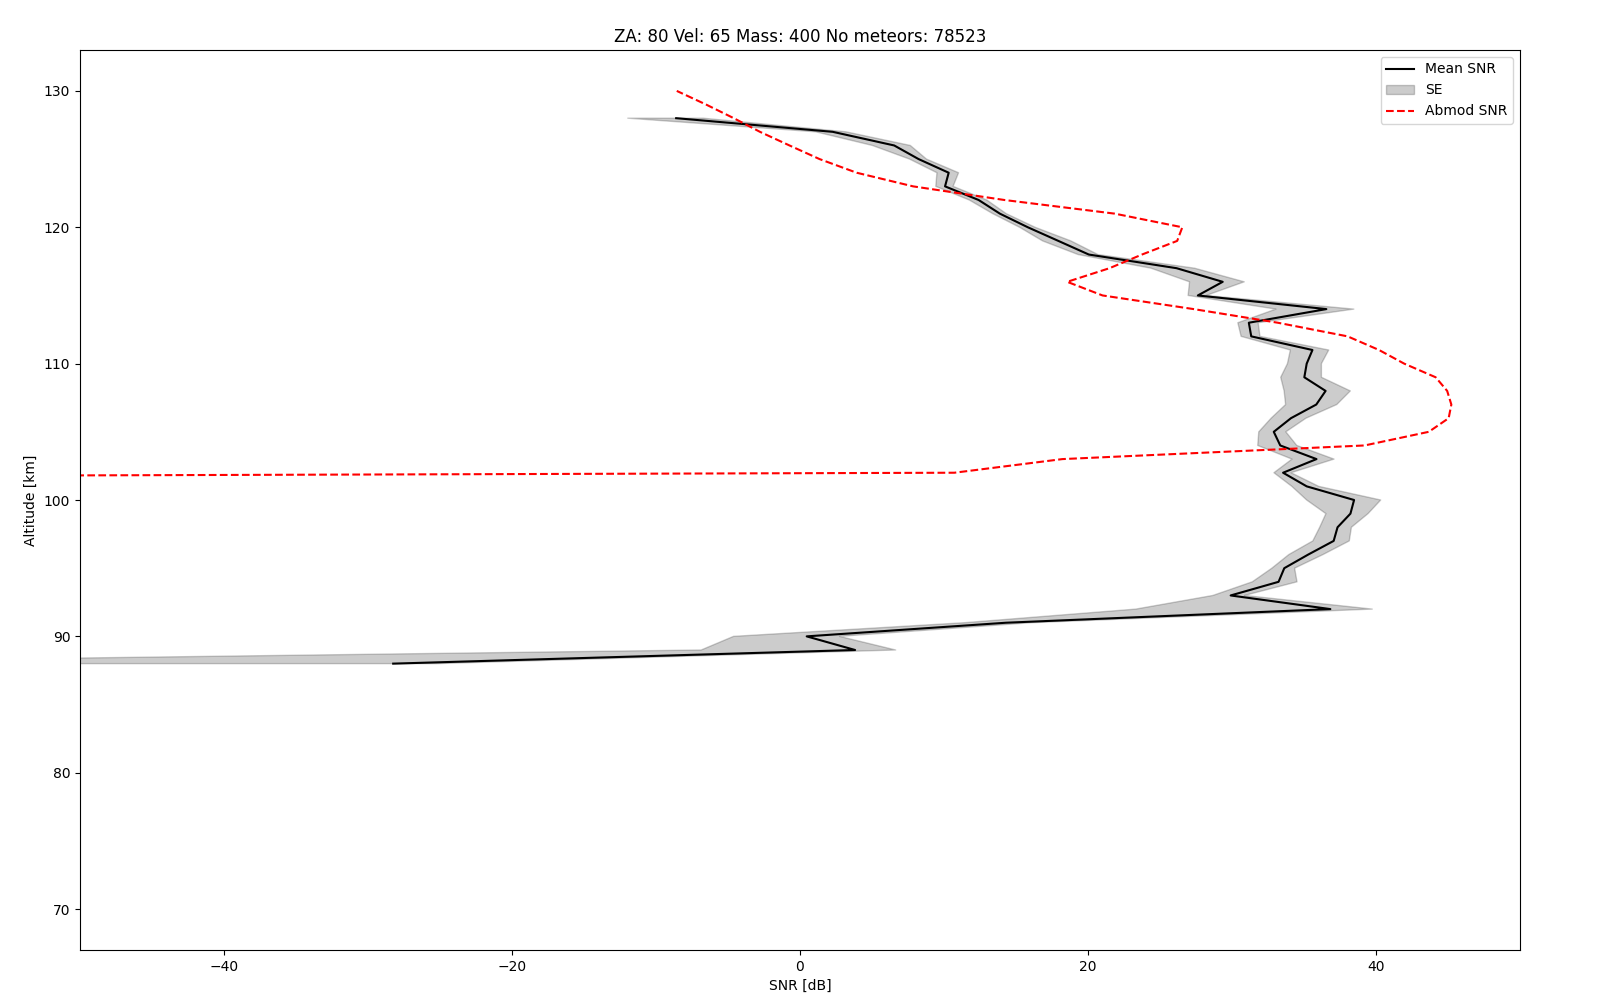 ZA: 80 Vel: 65 Mass: 400 No meteors: 78523
Mean SNR
SE
Abmod SNR
130
120
110
100
90
80
70
Altitude [km]
−40
−20
0
20
40
SNR [dB]